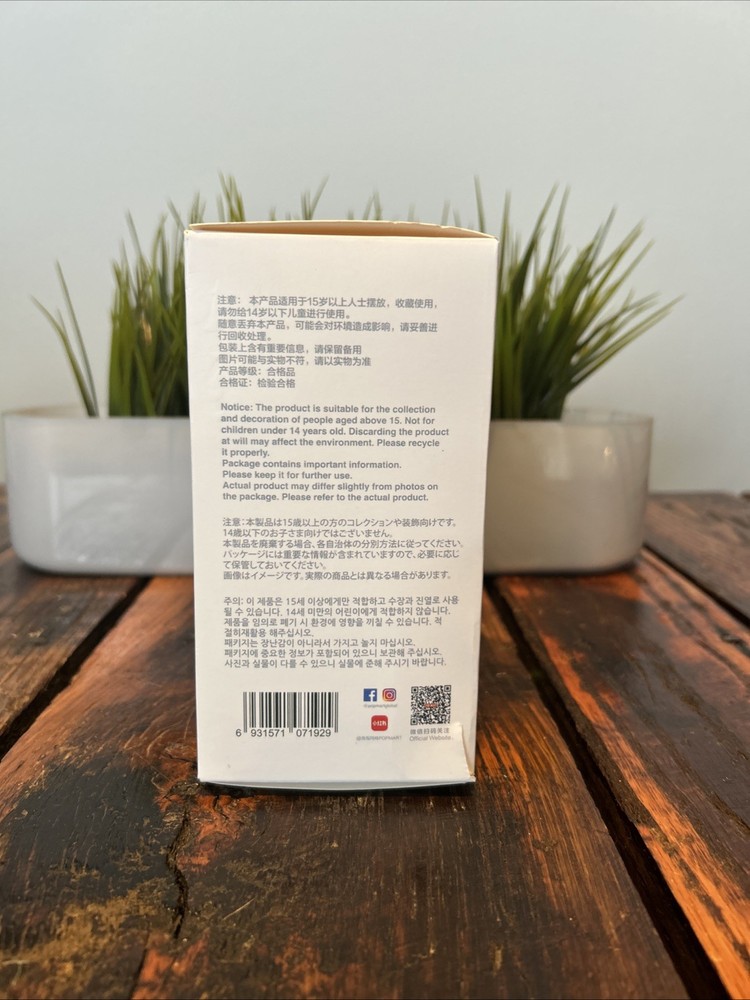 注意： 本产品适用于15岁以上人士摆放，收藏使用，
请勿给14岁以下儿童进行使用。
随意丢弃本产品，可能会对环境造成影响，请妥善进
行回收处理。
包装上含有重要信息，请保留备用
图片可能与实物不符，请以实物为准
产品等级：合格品
合格证：检验合格
Notice: The product is suitable for the collection
and decoration of people aged above 15. Not for
children under 14 years old. Discarding the product
at will may affect the environment. Please recycle
it properly.
Package contains important information.
Please keep it for further use.
Actual product may differ slightly from photos on
the package. Please refer to the actual product.
注意：本製品は15歳以上の方のコレクションや装飾向けです。
14歳以下のお子さま向けではございません。
本製品を廃棄する場合、各自治体の分別方法に従ってください。
パッケージには重要な情報が含まれていますので、必要に応じ
て保管しておいてください。
画像はイメージです。実際の商品とは異なる場合があります。
주의: 이 제품은 15세 이상에게만 적합하고 수장과 진열로 사용
될 수 있습니다. 14세 미만의 어린이에게 적합하지 않습니다.
제품을 임의로 폐기 시 환경에 영향을 끼칠 수 있습니다. 적
절히재활용 해주십시오.
패키지는 장난감이 아니라서 가지고 놀지 마십시오.
패키지에 중요한 정보가 포함되어 있으니 보관해 주십시오.
사진과 실물이 다를 수 있으니 실물에 준해 주시기 바랍니다.
6 931571 071929
@popmartglobal
小红书
Official Website